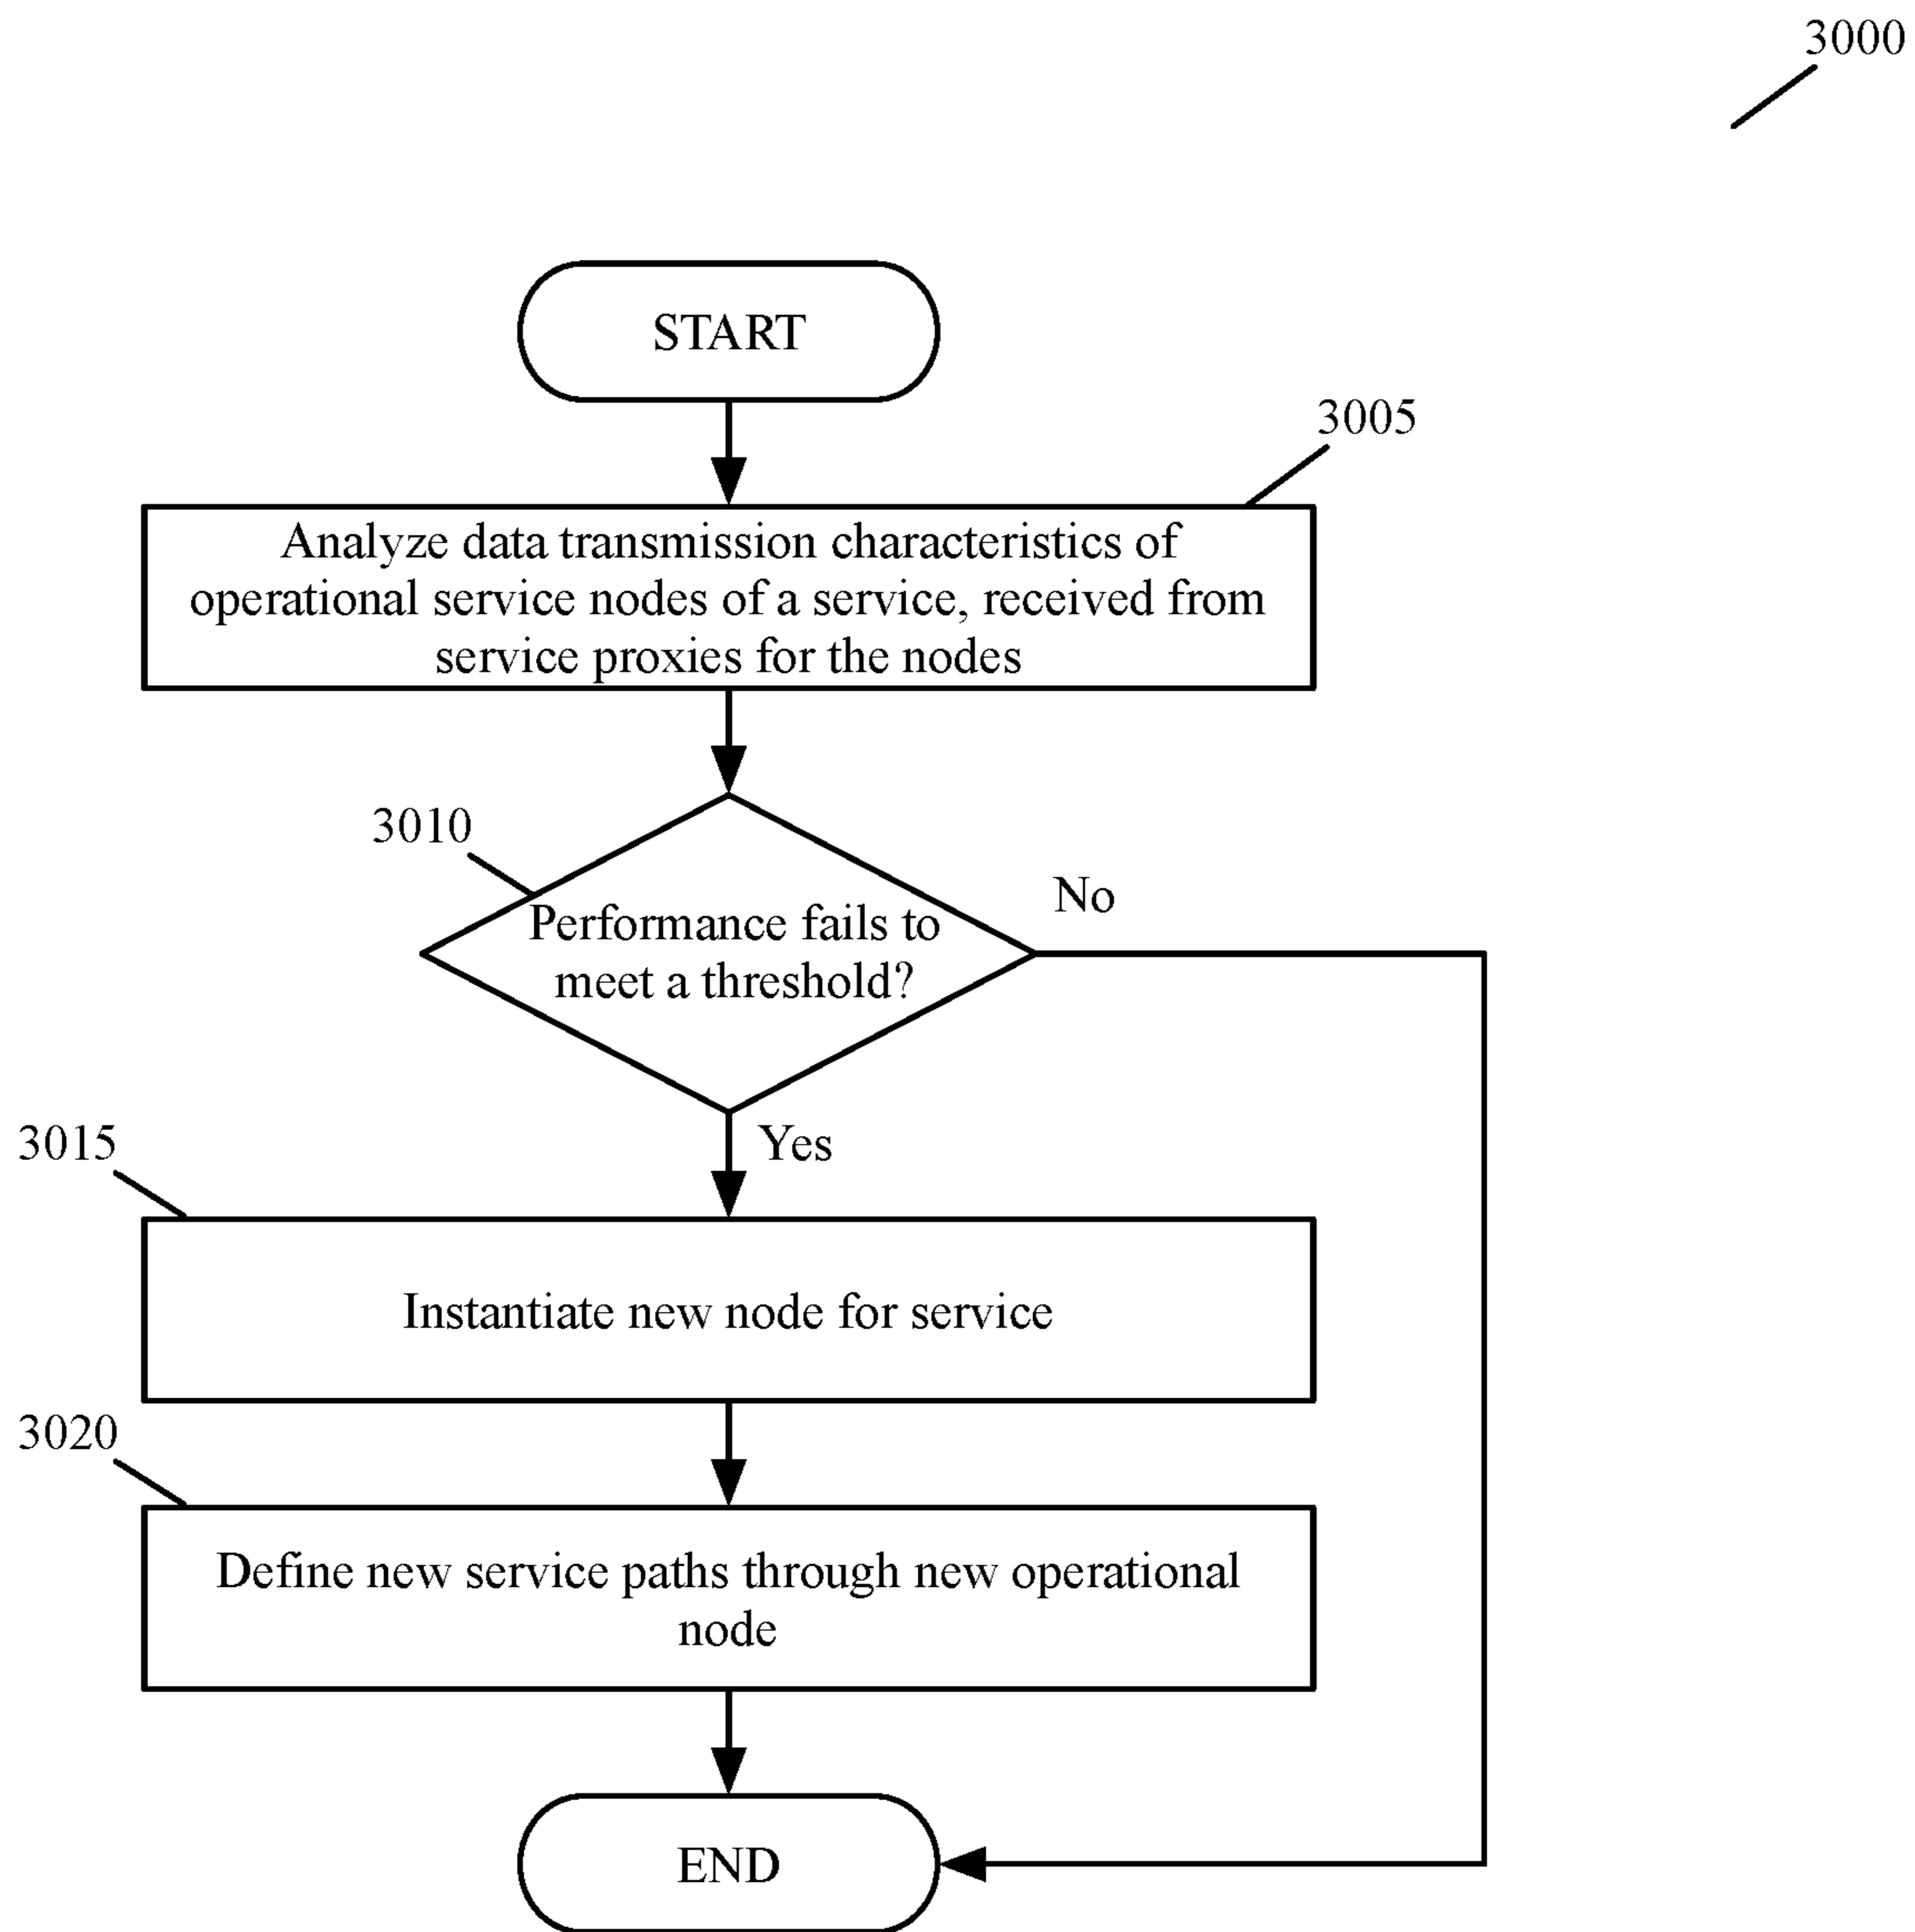 3000
START
3005
Analyze data transmission characteristics of
operational service nodes of a service, received from
service proxies for the nodes
3010
Performance fails to
meet a threshold?
No
Yes
3015
Instantiate new node for service
3020
Define new service paths through new operational
node
END